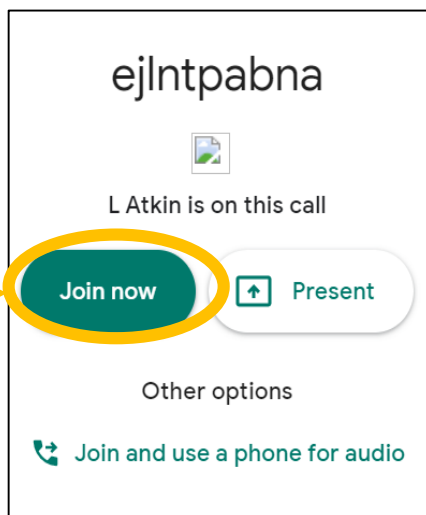 ejlntpabna
L Atkin is on this call
Join now
Present
Other options
Join and use a phone for audio